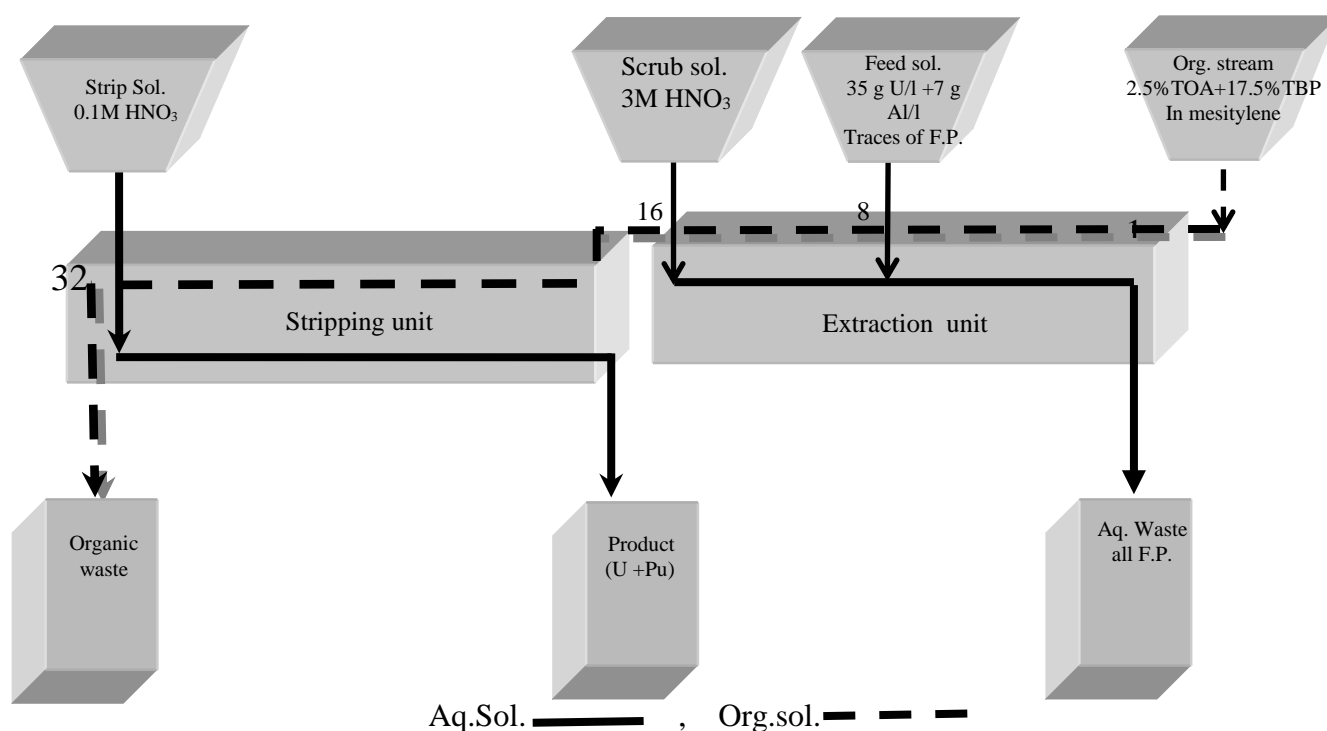 Strip Sol.
0.1M HNO₃
Scrub sol.
3M HNO₃
Feed sol.
35 g U/l +7 g
Al/l
Traces of F.P.
Org. stream
2.5%TOA+17.5%TBP
In mesitylene
16
8
1
32
Stripping unit
Extraction unit
Organic
waste
Product
(U +Pu)
Aq. Waste
all F.P.
Aq.Sol. , Org.sol.